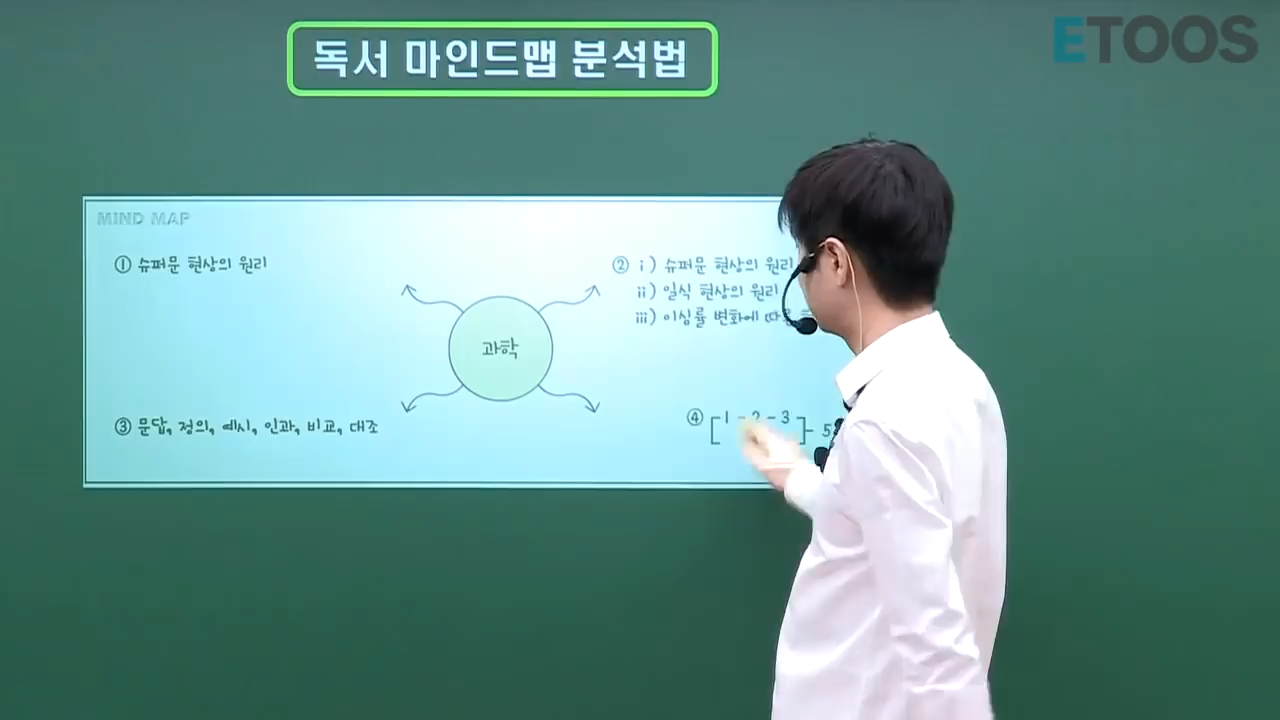 독서 마인드맵 분석법
ETOOS
MIND MAP
① 슈퍼문 현상의 원리
② i) 슈퍼문 현상의 원리
ii) 일식 현상의 원리
iii) 이심률 변화에 따른
과학
③ 문답, 정의, 예시, 인과, 비교, 대조
④ [1-2-3]-5